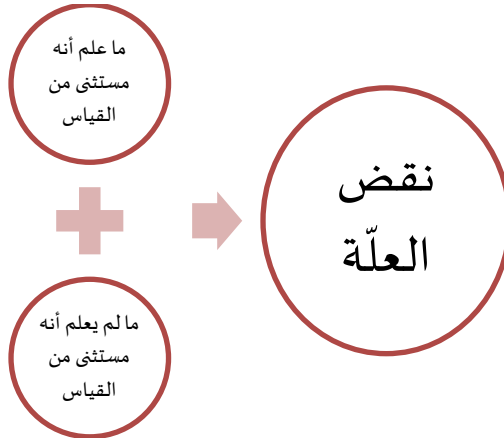 ما علم أنه
مستثنى من
القياس
نقض
العلّة
ما لم يعلم أنه
مستثنى من
القياس